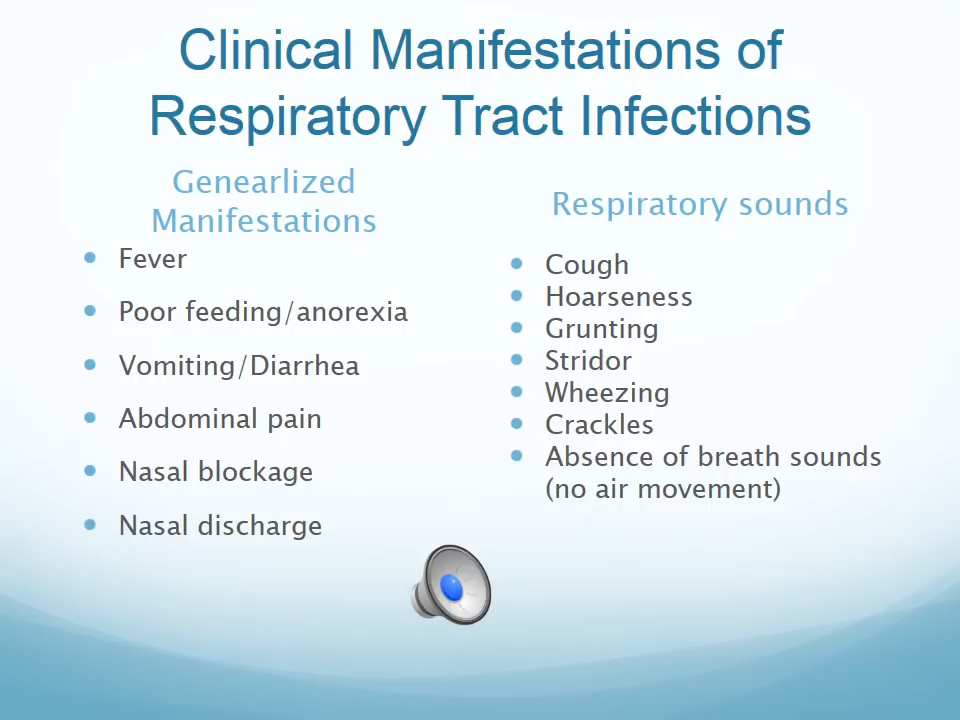 Clinical Manifestations of
Respiratory Tract Infections
Genearlized
Manifestations
Fever
Poor feeding/anorexia
Vomiting/Diarrhea
Abdominal pain
Nasal blockage
Nasal discharge
Respiratory sounds
Cough
Hoarseness
Grunting
Stridor
Wheezing
Crackles
Absence of breath sounds
(no air movement)